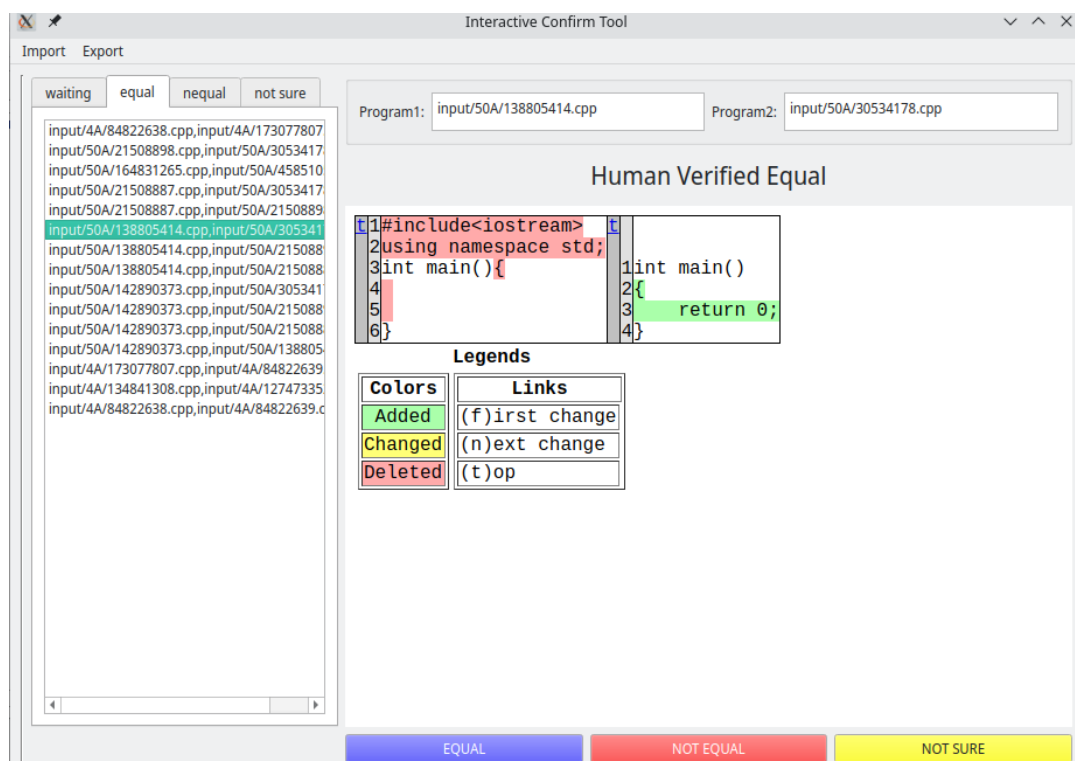 Interactive Confirm Tool
Import Export
waiting equal nequal not sure
input/4A/84822638.cpp,input/4A/173077807
input/50A/21508898.cpp,input/50A/3053417
input/50A/164831265.cpp,input/50A/458510
input/50A/21508887.cpp,input/50A/3053417
input/50A/21508887.cpp,input/50A/2150889
input/50A/138805414.cpp,input/50A/305341
input/50A/138805414.cpp,input/50A/215088
input/50A/138805414.cpp,input/50A/215088
input/50A/142890373.cpp,input/50A/305341
input/50A/142890373.cpp,input/50A/215088
input/50A/142890373.cpp,input/50A/215088
input/50A/142890373.cpp,input/50A/138805
input/4A/173077807.cpp,input/4A/84822639
input/4A/134841308.cpp,input/4A/12747335
input/4A/84822638.cpp,input/4A/84822639.c
Program1: input/50A/138805414.cpp Program2: input/50A/30534178.cpp
Human Verified Equal
t 1 #include<iostream> t
2 using namespace std;
3 int main(){ 1 int main()
4 2 {
5 3 return 0;
6 } 4 }
Legends
Colors Links
Added (f)irst change
Changed (n)ext change
Deleted (t)op
EQUAL NOT EQUAL NOT SURE